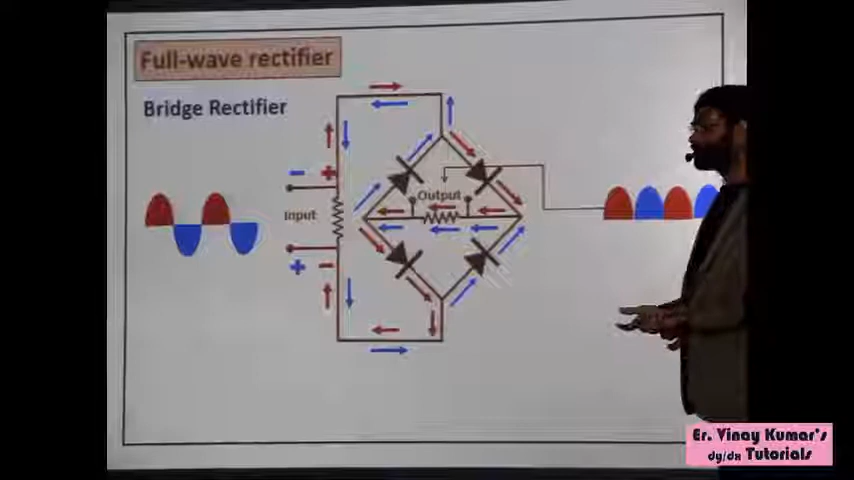 Full-wave rectifier
Bridge Rectifier
- +
Output
Input
+ -
Er. Vinay Kumar's
dy/dx Tutorials